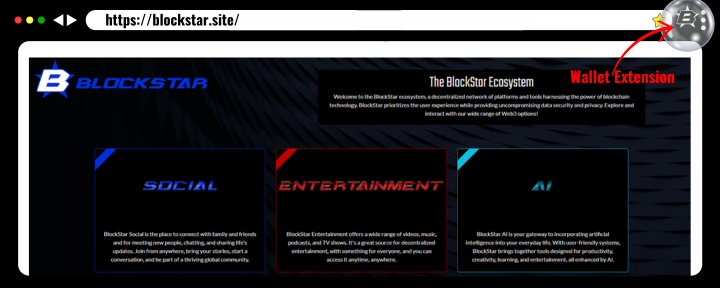 https://blockstar.site/
Wallet Extension
B BLOCKSTAR
The BlockStar Ecosystem
Welcome to the BlockStar ecosystem, a decentralized network of platforms and tools harnessing the power of blockchain
technology. BlockStar prioritizes the user experience while providing uncompromising data security and privacy. Explore and
interact with our wide range of Web3 options!
SOCIAL
BlockStar Social is the place to connect with family and friends
and for meeting new people, chatting, and sharing life's
updates. Join from anywhere, bring your stories, start a
conversation, and be part of a thriving global community.
ENTERTAINMENT
BlockStar Entertainment offers a wide range of videos, music,
podcasts, and TV shows. It's a great source for decentralized
entertainment, with something for everyone, and you can
access it anytime, anywhere.
AI
BlockStar AI is your gateway to incorporating artificial
intelligence into your everyday life. With user-friendly systems,
BlockStar brings together tools designed for productivity,
creativity, learning, and entertainment, all enhanced by AI.
B